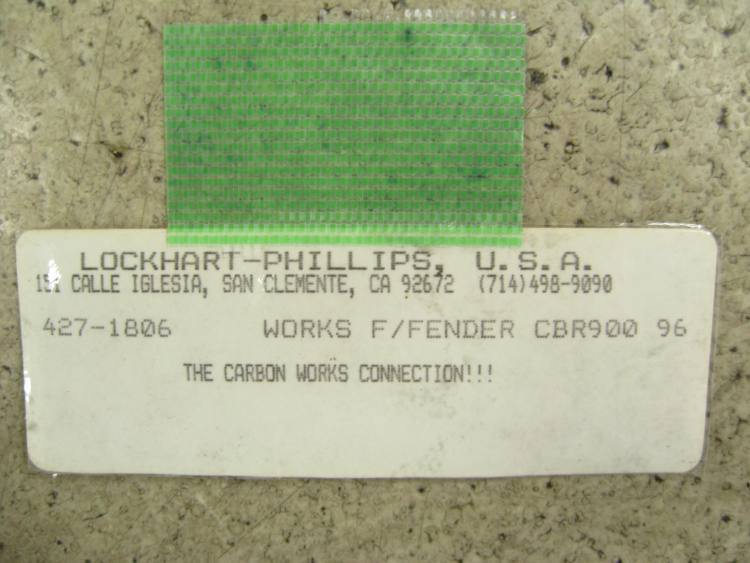 LOCKHART-PHILLIPS, U.S.A.
151 CALLE IGLESIA, SAN CLEMENTE, CA 92672 (714)498-9090
427-1806 WORKS F/FENDER CBR900 96
THE CARBON WORKS CONNECTION!!!